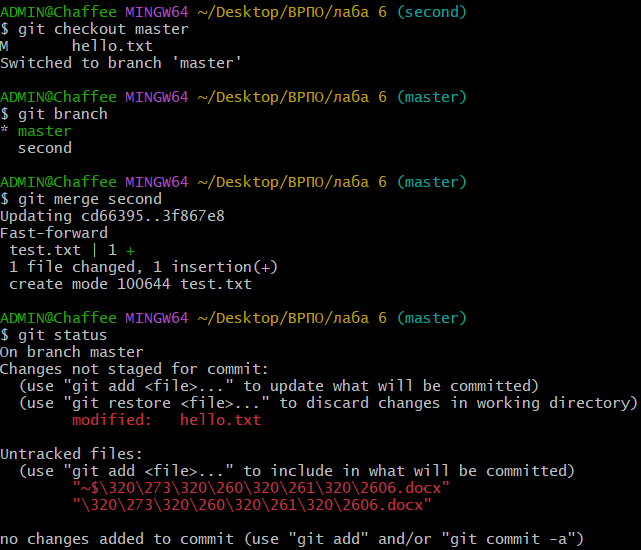 ADMIN@Chaffee MINGW64 ~/Desktop/ВРПО/лаба 6 (second)
$ git checkout master
M       hello.txt
Switched to branch 'master'
ADMIN@Chaffee MINGW64 ~/Desktop/ВРПО/лаба 6 (master)
$ git branch
* master
  second
ADMIN@Chaffee MINGW64 ~/Desktop/ВРПО/лаба 6 (master)
$ git merge second
Updating cd66395..3f867e8
Fast-forward
 test.txt | 1 +
 1 file changed, 1 insertion(+)
 create mode 100644 test.txt
ADMIN@Chaffee MINGW64 ~/Desktop/ВРПО/лаба 6 (master)
$ git status
On branch master
Changes not staged for commit:
  (use "git add <file>..." to update what will be committed)
  (use "git restore <file>..." to discard changes in working directory)
        modified:   hello.txt
Untracked files:
  (use "git add <file>..." to include in what will be committed)
        "~$\320\273\320\260\320\261\320\2606.docx"
        "\320\273\320\260\320\261\320\2606.docx"
no changes added to commit (use "git add" and/or "git commit -a")